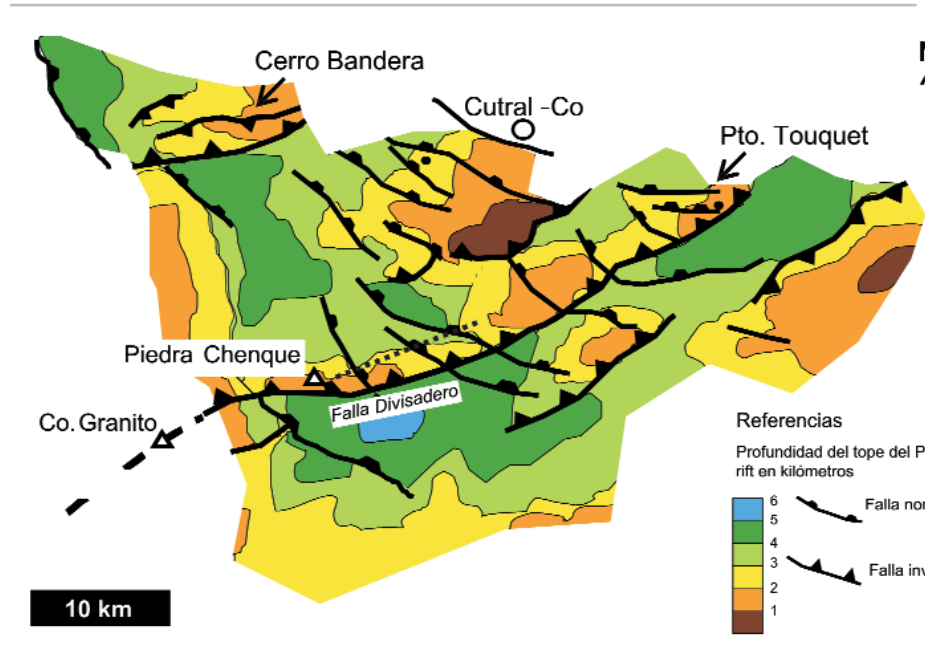 Cerro Bandera
Cutral -Co
Pto. Touquet
Piedra Chenque
Falla Divisadero
Co. Granito
Referencias
Profundidad del tope del P
rift en kilómetros
6
5
4
3
2
1
Falla nor
Falla inv
10 km